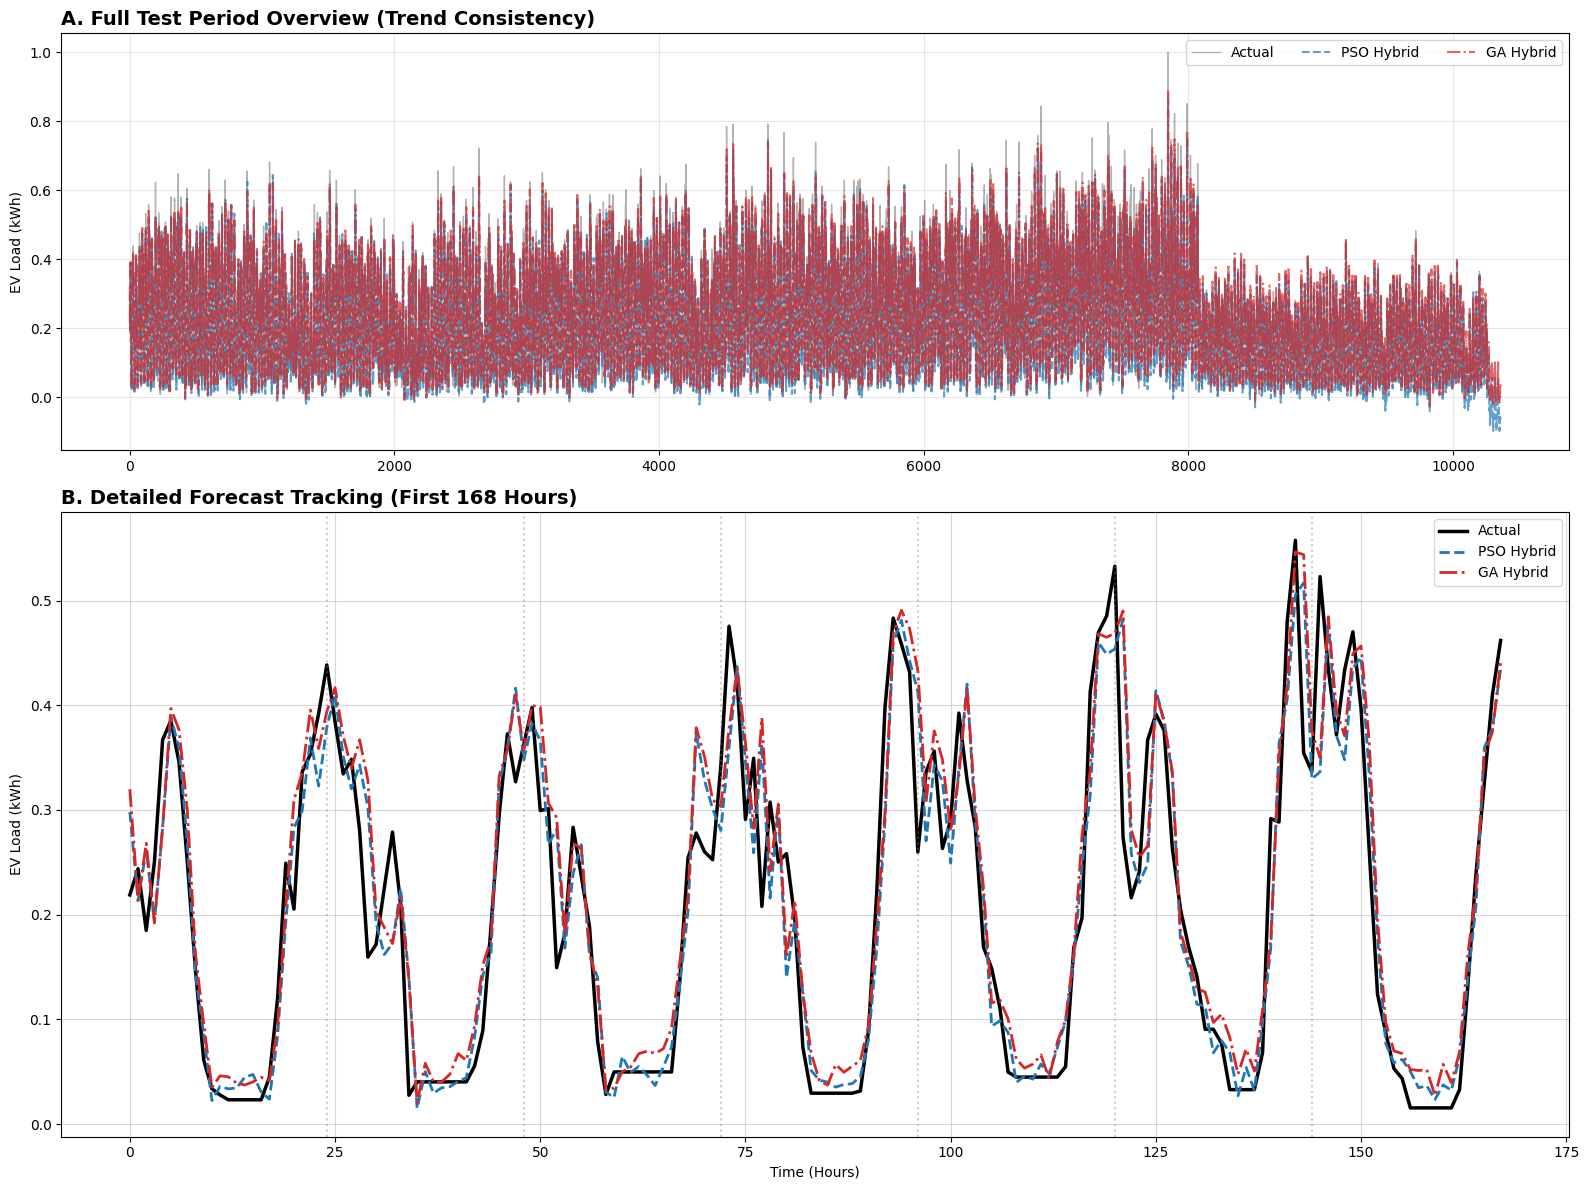 A. Full Test Period Overview (Trend Consistency)
Actual PSO Hybrid GA Hybrid
EV Load (kWh)
1.0
0.8
0.6
0.4
0.2
0.0
0 2000 4000 6000 8000 10000
B. Detailed Forecast Tracking (First 168 Hours)
Actual
PSO Hybrid
GA Hybrid
EV Load (kWh)
0.5
0.4
0.3
0.2
0.1
0.0
0 25 50 75 100 125 150 175
Time (Hours)